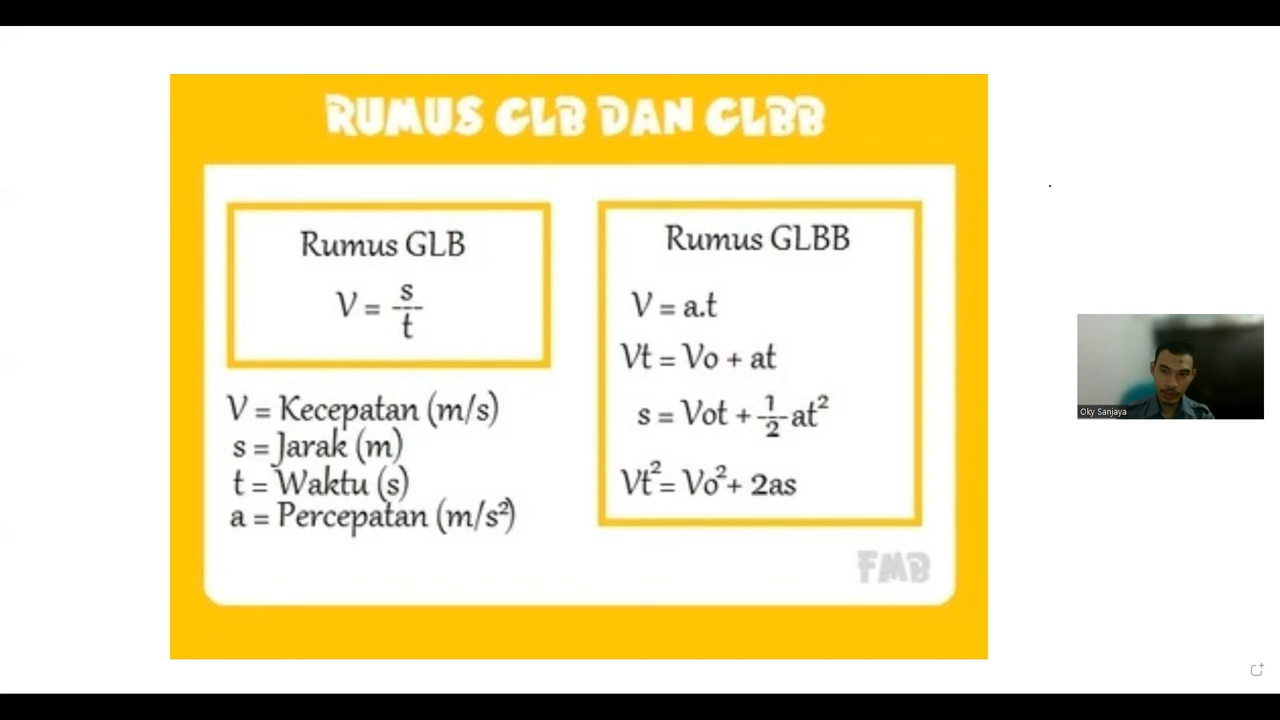 RUMUS GLB DAN GLBB
Rumus GLB
V = s/t
V = Kecepatan (m/s)
s = Jarak (m)
t = Waktu (s)
a = Percepatan (m/s²)
Rumus GLBB
V = a.t
Vt = Vo + at
s = Vot + 1/2 at²
Vt² = Vo² + 2as
FMB
Oky Sanjaya